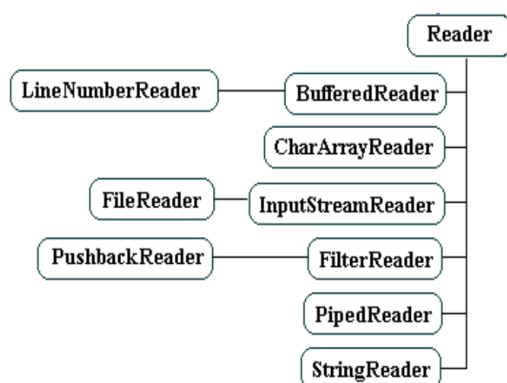 Reader
LineNumberReader
BufferedReader
CharArrayReader
FileReader
InputStreamReader
PushbackReader
FilterReader
PipedReader
StringReader